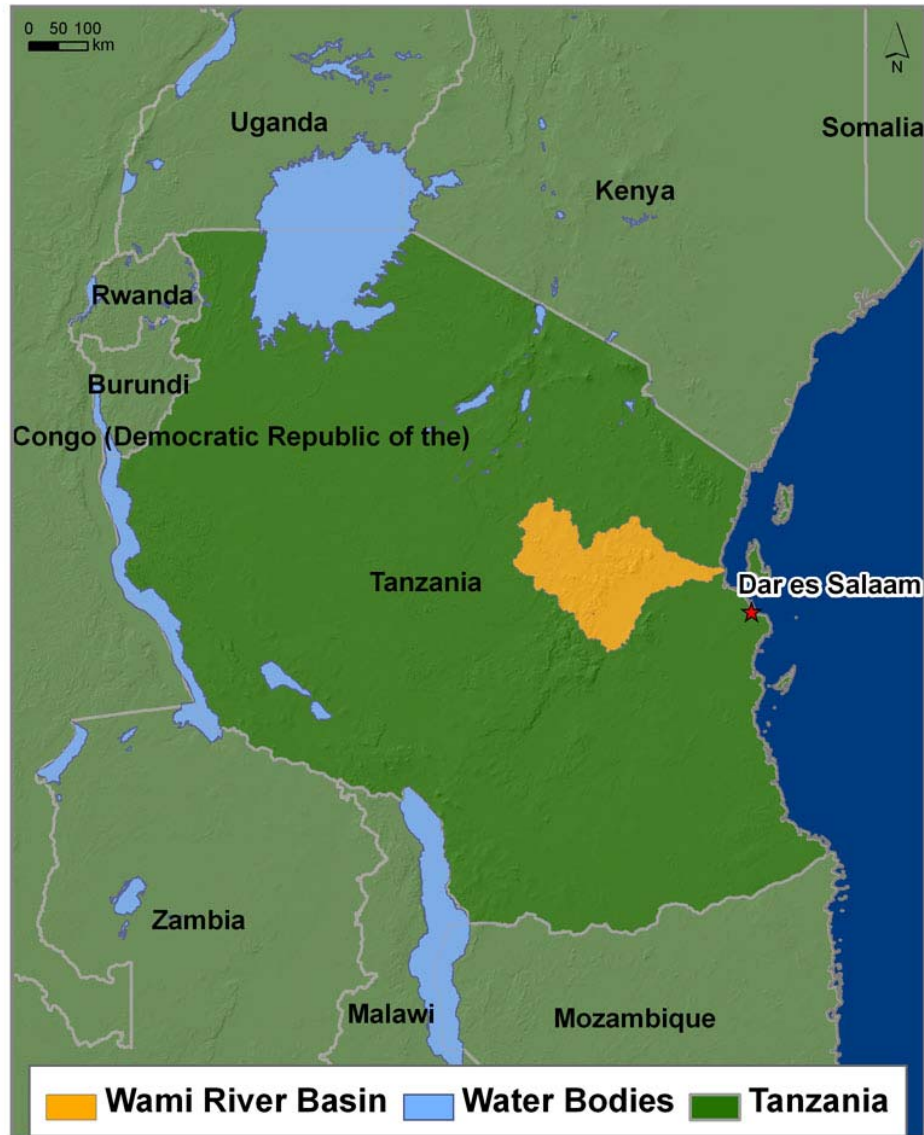 0 50 100
km
N
Uganda
Somalia
Kenya
Rwanda
Burundi
Congo (Democratic Republic of the)
Tanzania
Dar es Salaam
Zambia
Malawi
Mozambique
Wami River Basin Water Bodies Tanzania